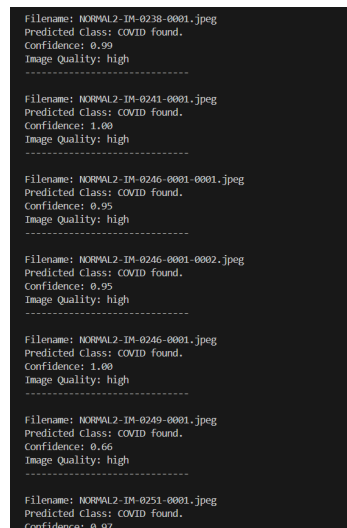 Filename: NORMAL2-IM-0238-0001.jpeg
Predicted Class: COVID found.
Confidence: 0.99
Image Quality: high
----------------------------
Filename: NORMAL2-IM-0241-0001.jpeg
Predicted Class: COVID found.
Confidence: 1.00
Image Quality: high
----------------------------
Filename: NORMAL2-IM-0246-0001-0001.jpeg
Predicted Class: COVID found.
Confidence: 0.95
Image Quality: high
----------------------------
Filename: NORMAL2-IM-0246-0001-0002.jpeg
Predicted Class: COVID found.
Confidence: 0.95
Image Quality: high
----------------------------
Filename: NORMAL2-IM-0246-0001.jpeg
Predicted Class: COVID found.
Confidence: 1.00
Image Quality: high
----------------------------
Filename: NORMAL2-IM-0249-0001.jpeg
Predicted Class: COVID found.
Confidence: 0.66
Image Quality: high
----------------------------
Filename: NORMAL2-IM-0251-0001.jpeg
Predicted Class: COVID found.
Confidence: 0.97